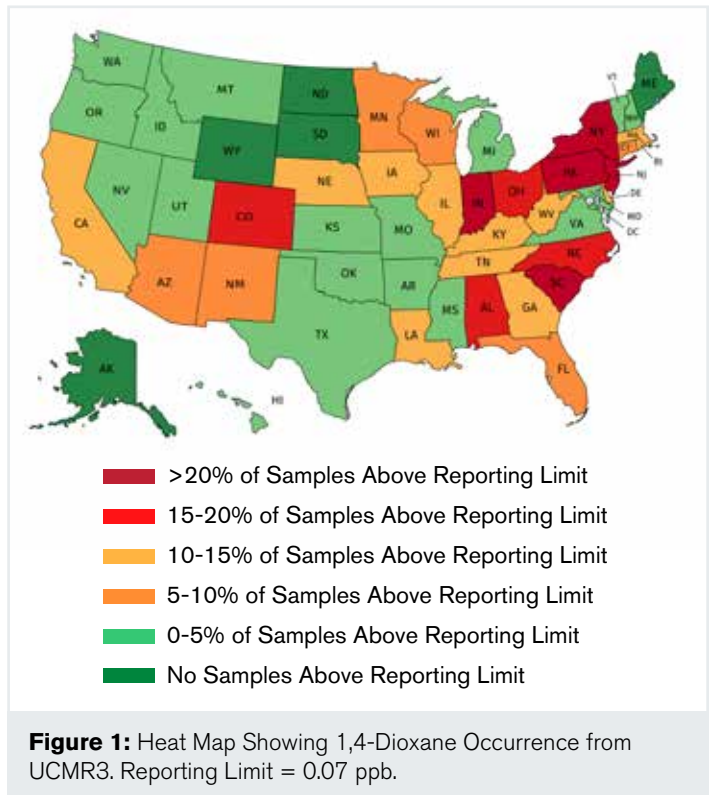 WA
MT
ND
MN
VT
ME
OR
ID
SD
WI
MI
NY
WY
NE
IA
PA
RI
NJ
NV
UT
CO
IL
OH
DE
CA
KS
MO
WV
VA
MD
DC
KY
AZ
NM
OK
AR
TN
NC
SC
TX
MS
AL
GA
LA
AK
HI
FL
>20% of Samples Above Reporting Limit
15-20% of Samples Above Reporting Limit
10-15% of Samples Above Reporting Limit
5-10% of Samples Above Reporting Limit
0-5% of Samples Above Reporting Limit
No Samples Above Reporting Limit
Figure 1: Heat Map Showing 1,4-Dioxane Occurrence from
UCMR3. Reporting Limit = 0.07 ppb.